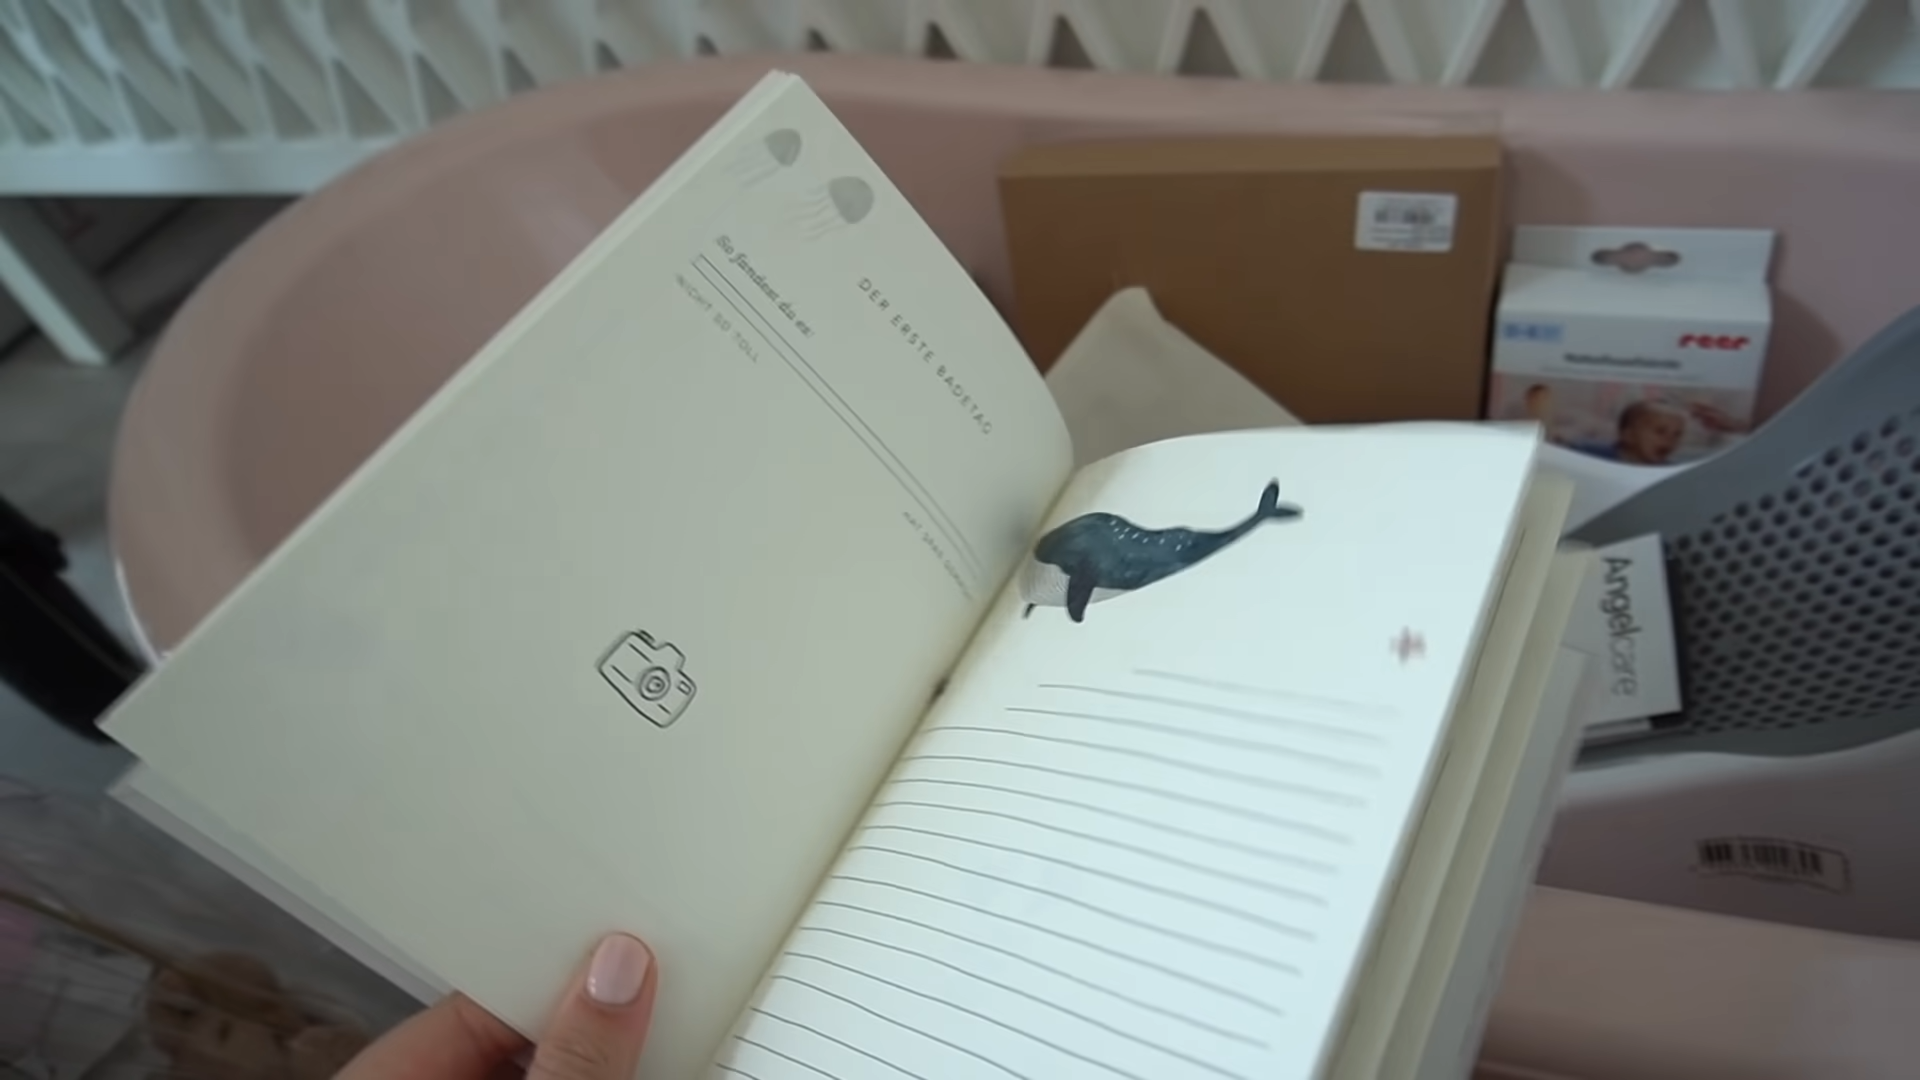 DER ERSTE BADETAG
So fandest du es:
NICHT SO TOLL
reer
Angelcare